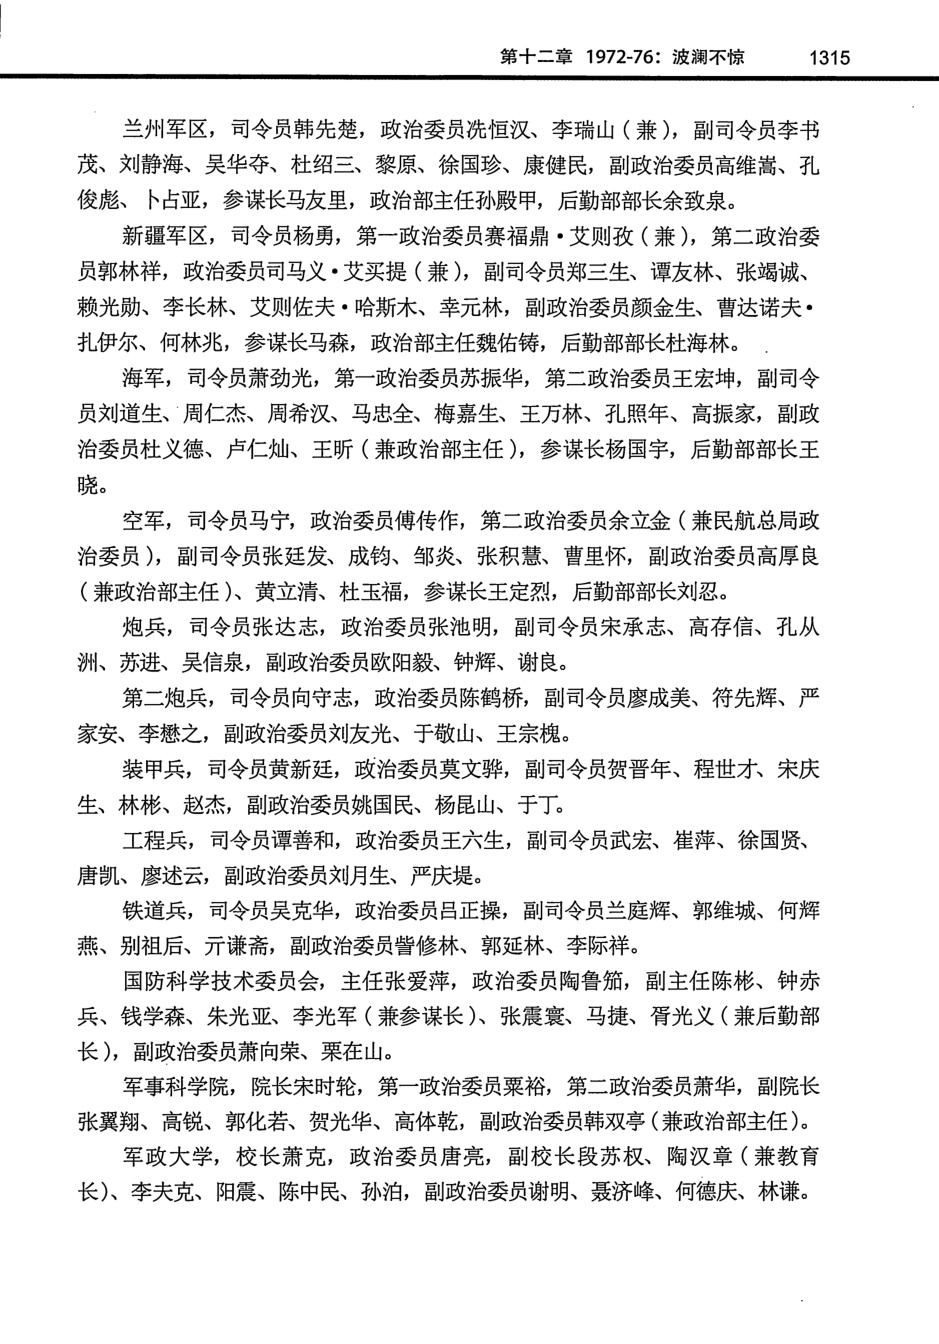 第十二章 1972-76：波澜不惊 1315
兰州军区，司令员韩先楚，政治委员冼恒汉、李瑞山（兼），副司令员李书
茂、刘静海、吴华夺、杜绍三、黎原、徐国珍、康健民，副政治委员高维嵩、孔
俊彪、卜占亚，参谋长马友里，政治部主任孙殿甲，后勤部部长余致泉。
新疆军区，司令员杨勇，第一政治委员赛福鼎·艾则孜（兼），第二政治委
员郭林祥，政治委员司马义·艾买提（兼），副司令员郑三生、谭友林、张竭诚、
赖光勋、李长林、艾则佐夫·哈斯木、幸元林，副政治委员颜金生、曹达诺夫·
扎伊尔、何林兆，参谋长马森，政治部主任魏佑铸，后勤部部长杜海林。
海军，司令员萧劲光，第一政治委员苏振华，第二政治委员王宏坤，副司令
员刘道生、周仁杰、周希汉、马忠全、梅嘉生、王万林、孔照年、高振家，副政
治委员杜义德、卢仁灿、王昕（兼政治部主任），参谋长杨国宇，后勤部部长王
晓。
空军，司令员马宁，政治委员傅传作，第二政治委员余立金（兼民航总局政
治委员），副司令员张廷发、成钧、邹炎、张积慧、曹里怀，副政治委员高厚良
（兼政治部主任）、黄立清、杜玉福，参谋长王定烈，后勤部部长刘忍。
炮兵，司令员张达志，政治委员张池明，副司令员宋承志、高存信、孔从
洲、苏进、吴信泉，副政治委员欧阳毅、钟辉、谢良。
第二炮兵，司令员向守志，政治委员陈鹤桥，副司令员廖成美、符先辉、严
家安、李懋之，副政治委员刘友光、于敬山、王宗槐。
装甲兵，司令员黄新廷，政治委员莫文骅，副司令员贺晋年、程世才、宋庆
生、林彬、赵杰，副政治委员姚国民、杨昆山、于丁。
工程兵，司令员谭善和，政治委员王六生，副司令员武宏、崔萍、徐国贤、
唐凯、廖述云，副政治委员刘月生、严庆堤。
铁道兵，司令员吴克华，政治委员吕正操，副司令员兰庭辉、郭维城、何辉
燕、别祖后、亓谦斋，副政治委员訾修林、郭延林、李际祥。
国防科学技术委员会，主任张爱萍，政治委员陶鲁笳，副主任陈彬、钟赤
兵、钱学森、朱光亚、李光军（兼参谋长）、张震寰、马捷、胥光义（兼后勤部
长），副政治委员萧向荣、栗在山。
军事科学院，院长宋时轮，第一政治委员粟裕，第二政治委员萧华，副院长
张翼翔、高锐、郭化若、贺光华、高体乾，副政治委员韩双亭（兼政治部主任）。
军政大学，校长萧克，政治委员唐亮，副校长段苏权、陶汉章（兼教育
长）、李夫克、阳震、陈中民、孙泊，副政治委员谢明、聂济峰、何德庆、林谦。